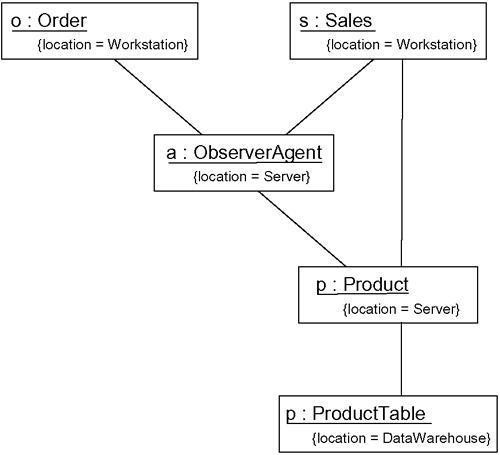 o : Order
{location = Workstation}
s : Sales
{location = Workstation}
a : ObserverAgent
{location = Server}
p : Product
{location = Server}
p : ProductTable
{location = DataWarehouse}